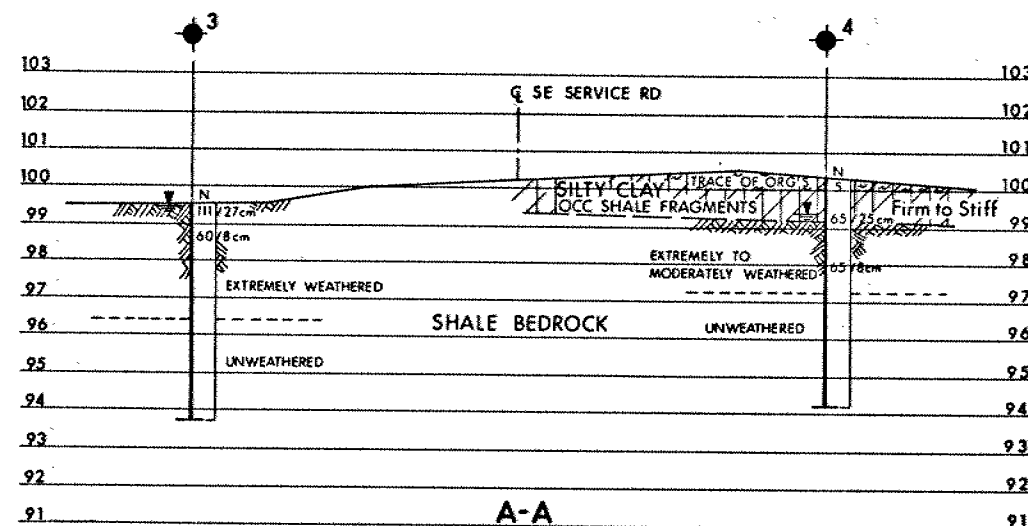 3
4
103 103
℄ SE SERVICE RD
102 102
101 101
N N
100 SILTY CLAY TRACE OF ORG'S 5 100
99 111/27cm OCC SHALE FRAGMENTS 65/25cm Firm to Stiff 99
60/8cm
98 EXTREMELY TO 98
MODERATELY WEATHERED 65/8cm
97 EXTREMELY WEATHERED 97
96 SHALE BEDROCK UNWEATHERED 96
95 UNWEATHERED 95
94 94
93 93
92 92
A-A
91 91